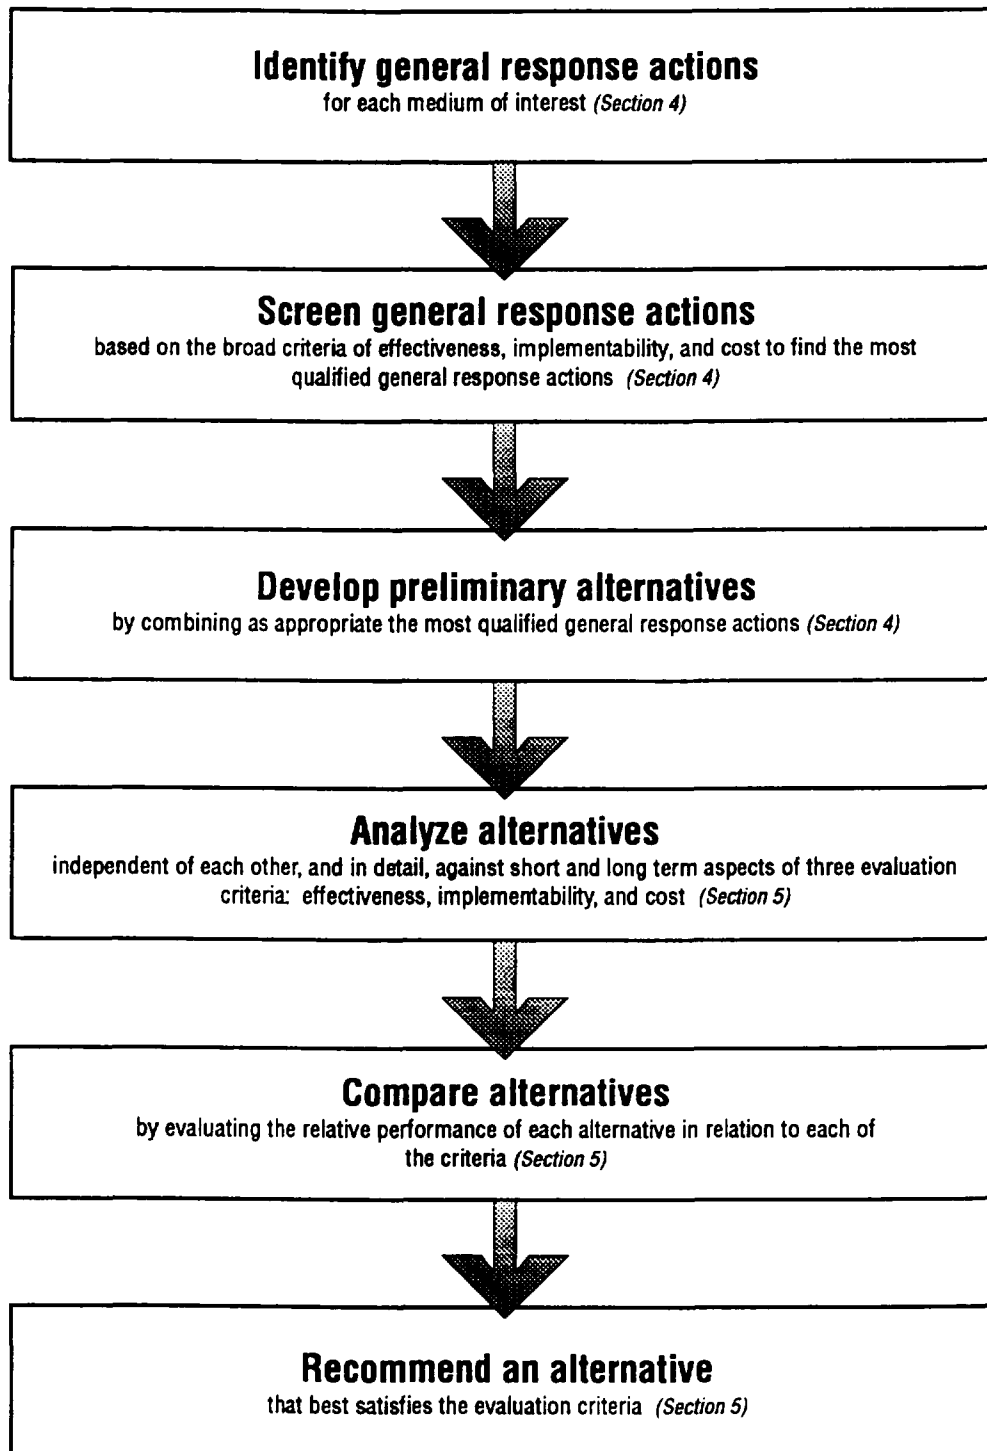 Identify general response actions
for each medium of interest (Section 4)
Screen general response actions
based on the broad criteria of effectiveness, implementability, and cost to find the most
qualified general response actions (Section 4)
Develop preliminary alternatives
by combining as appropriate the most qualified general response actions (Section 4)
Analyze alternatives
independent of each other, and in detail, against short and long term aspects of three evaluation
criteria: effectiveness, implementability, and cost (Section 5)
Compare alternatives
by evaluating the relative performance of each alternative in relation to each of
the criteria (Section 5)
Recommend an alternative
that best satisfies the evaluation criteria (Section 5)